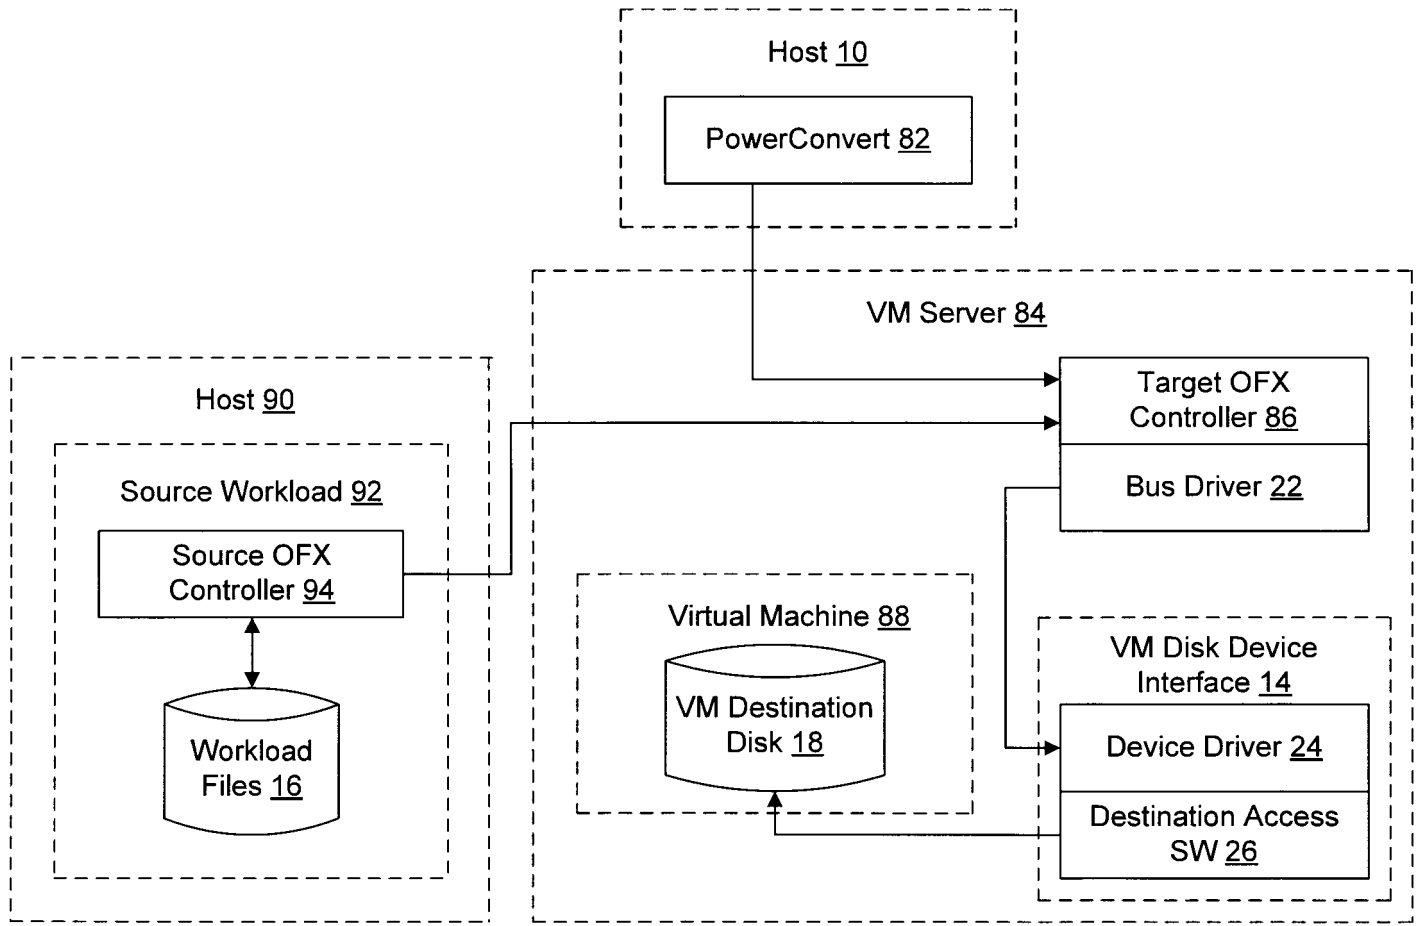 Host 10
PowerConvert 82
VM Server 84
Target OFX
Controller 86
Bus Driver 22
Host 90
Source Workload 92
Source OFX
Controller 94
Workload
Files 16
Virtual Machine 88
VM Destination
Disk 18
VM Disk Device
Interface 14
Device Driver 24
Destination Access
SW 26